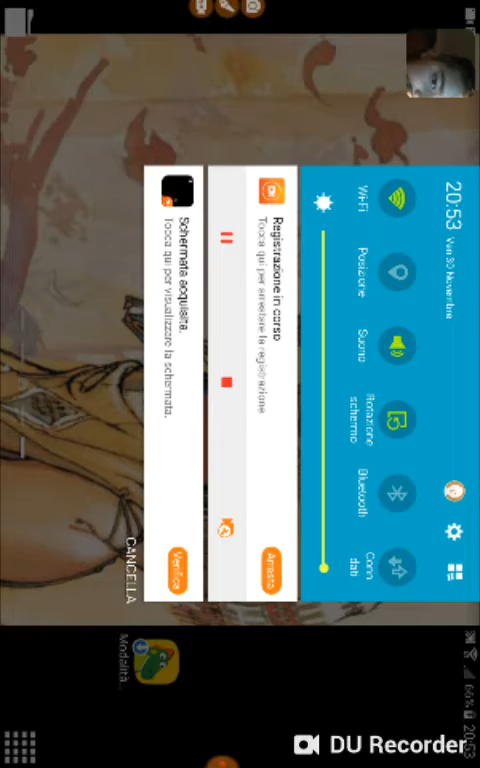 66% 20:53
20:53 Ven 30 Novembre
Wi-Fi
Posizione
Suono
Rotazione schermo
Bluetooth
Conn dati
Registrazione in corso
Tocca qui per arrestare la registrazione
Arresta
Schermata acquisita.
Tocca qui per visualizzare la schermata.
Verifica
CANCELLA
Modalità...
DU Recorder